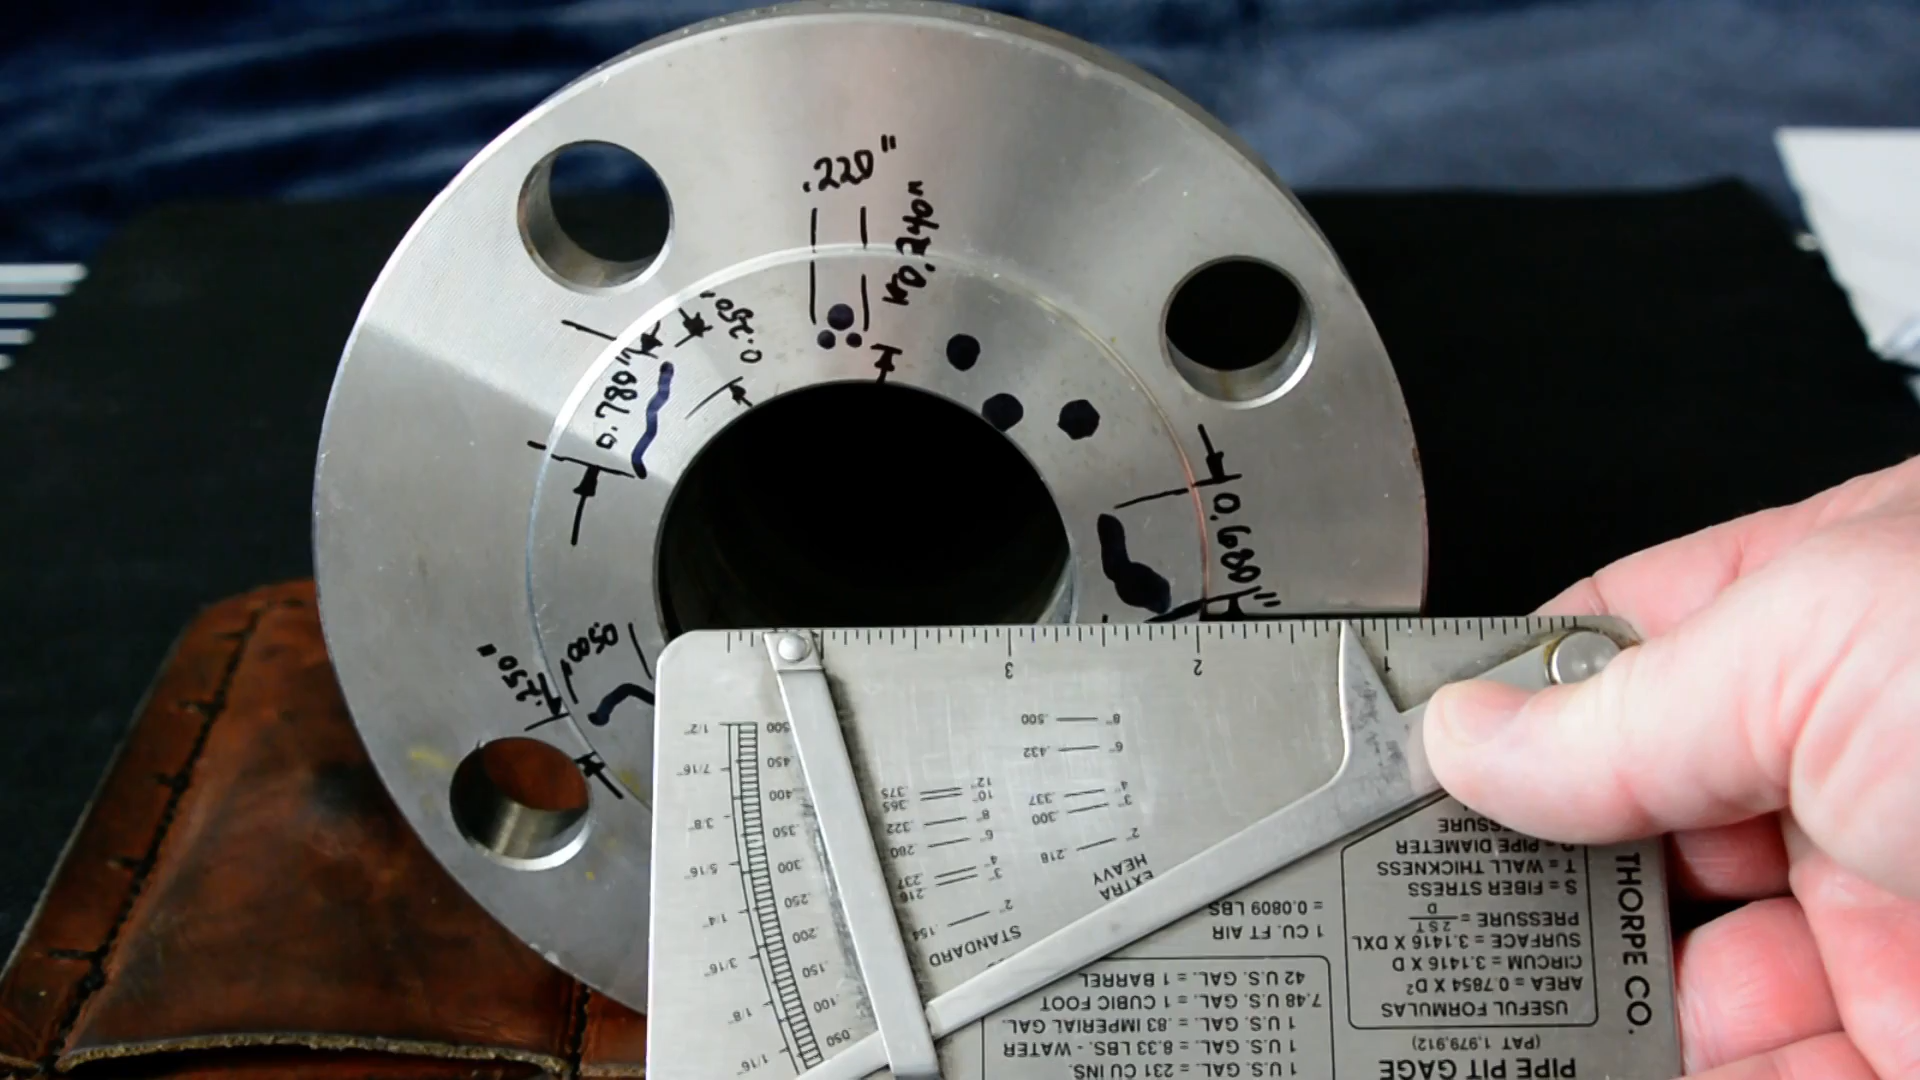 .220"
0.240"
0.250"
0.780"
0.9688"
0.500"
.250"
3
2
1
PIPE PIT GAGE
(PAT 1,979,912)
THORPE CO.
USEFUL FORMULAS
AREA = 0.7854 X D²
CIRCUM = 3.1416 X D
SURFACE = 3.1416 X DXL
PRESSURE = 2 S T
D
S = FIBER STRESS
T = WALL THICKNESS
D = PIPE DIAMETER
1 U.S. GAL. = 231 CU INS.
1 U.S. GAL. = 8.33 LBS. - WATER
1 U.S. GAL. = .83 IMPERIAL GAL.
7.48 U.S. GAL. = 1 CUBIC FOOT
42 U.S. GAL. = 1 BARREL
1 CU. FT AIR
= 0.0809 LBS
STANDARD
2" .154
3" .216
4" .237
6" .280
8" .322
10" .365
12" .375
EXTRA
HEAVY
2" .218
3" .300
4" .337
6" .432
8" .500
1/16" .050
1/8" .100
.150
3/16" .200
1/4" .250
5/16" .300
.350
3/8" .400
7/16" .450
1/2" .500